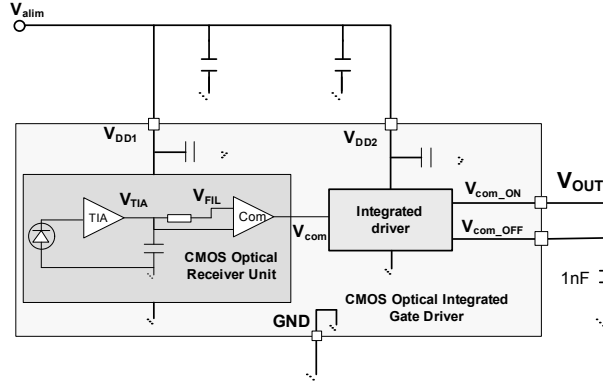 Valim
VDD1
VDD2
VTIA
VFIL
TIA
Com
Vcom
Integrated
driver
Vcom_ON
Vcom_OFF
VOUT
CMOS Optical
Receiver Unit
1nF
CMOS Optical Integrated
Gate Driver
GND